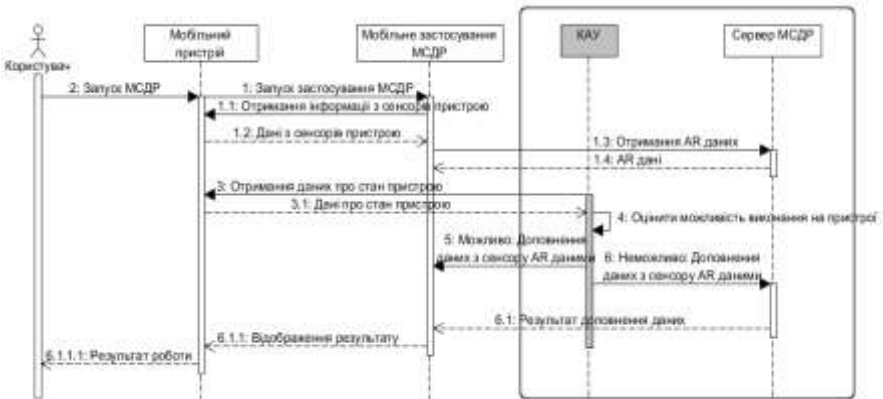 Користувач
Мобільний
пристрій
Мобільне застосування
МСДР
КАУ
Сервер МСДР
2: Запуск МСДР
1: Запуск застосування МСДР
1.1: Отримання інформації з сенсорів пристрою
1.2: Дані з сенсорів пристрою
1.3: Отримання AR даних
1.4: AR дані
3: Отримання даних про стан пристрою
3.1: Дані про стан пристрою
4: Оцінити можливість виконання на пристрої
5: Можливо: Доповнення
даних з сенсору AR даними
6: Неможливо: Доповнення
даних з сенсору AR даними
6.1: Результат доповнення даних
6.1.1: Відображення результату
6.1.1.1: Результат роботи